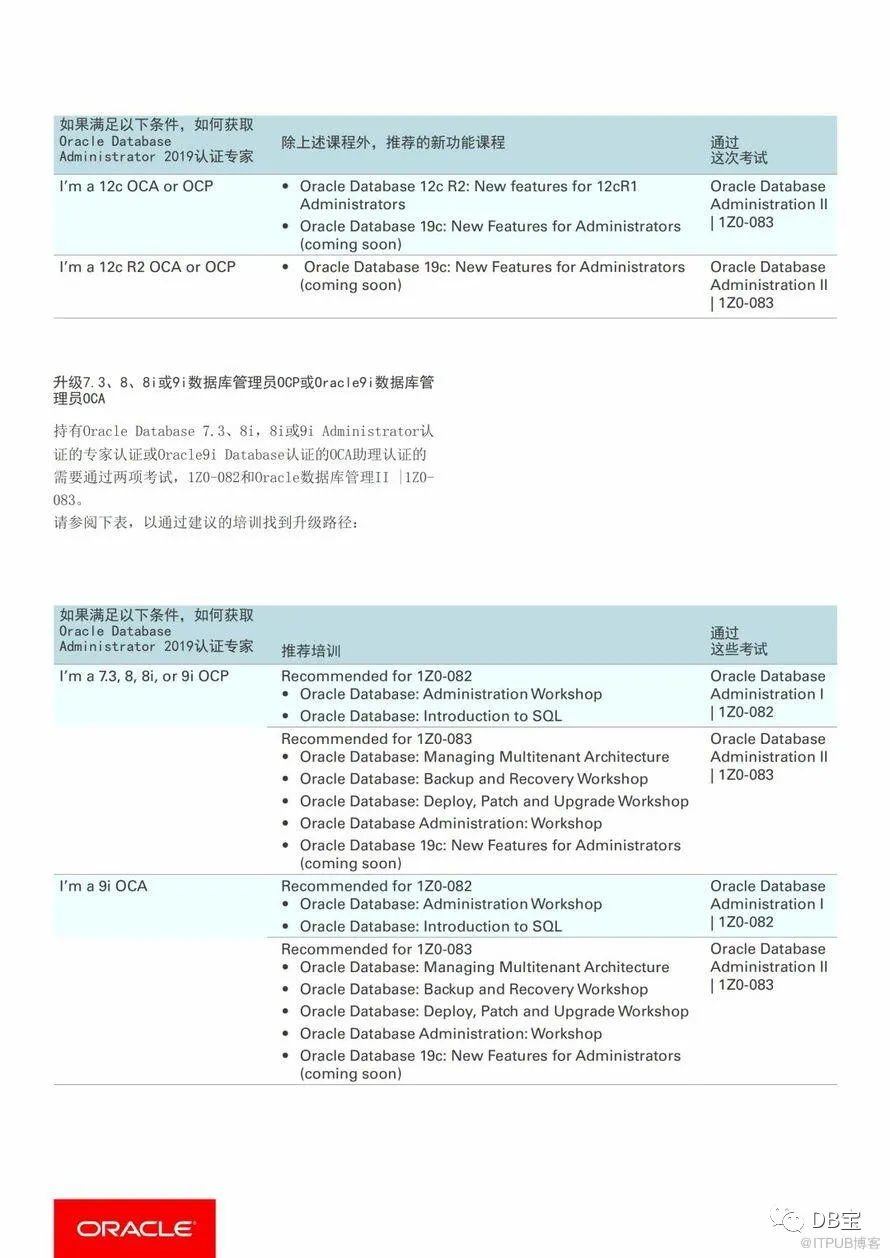 如果满足以下条件，如何获取
Oracle Database
Administrator 2019认证专家
除上述课程外，推荐的新功能课程
通过
这次考试
I'm a 12c OCA or OCP
• Oracle Database 12c R2: New features for 12cR1
Administrators
• Oracle Database 19c: New Features for Administrators
(coming soon)
Oracle Database
Administration II
| 1Z0-083
I'm a 12c R2 OCA or OCP
• Oracle Database 19c: New Features for Administrators
(coming soon)
Oracle Database
Administration II
| 1Z0-083
升级7.3、8、8i或9i数据库管理员OCP或Oracle9i数据库管
理员OCA
持有Oracle Database 7.3、8i，8i或9i Administrator认
证的专家认证或Oracle9i Database认证的OCA助理认证的
需要通过两项考试，1Z0-082和Oracle数据库管理II |1Z0-
083。
请参阅下表，以通过建议的培训找到升级路径：
如果满足以下条件，如何获取
Oracle Database
Administrator 2019认证专家
推荐培训
通过
这些考试
I'm a 7.3, 8, 8i, or 9i OCP
Recommended for 1Z0-082
• Oracle Database: Administration Workshop
• Oracle Database: Introduction to SQL
Oracle Database
Administration I
| 1Z0-082
Recommended for 1Z0-083
• Oracle Database: Managing Multitenant Architecture
• Oracle Database: Backup and Recovery Workshop
• Oracle Database: Deploy, Patch and Upgrade Workshop
• Oracle Database Administration: Workshop
• Oracle Database 19c: New Features for Administrators
(coming soon)
Oracle Database
Administration II
| 1Z0-083
I'm a 9i OCA
Recommended for 1Z0-082
• Oracle Database: Administration Workshop
• Oracle Database: Introduction to SQL
Oracle Database
Administration I
| 1Z0-082
Recommended for 1Z0-083
• Oracle Database: Managing Multitenant Architecture
• Oracle Database: Backup and Recovery Workshop
• Oracle Database: Deploy, Patch and Upgrade Workshop
• Oracle Database Administration: Workshop
• Oracle Database 19c: New Features for Administrators
(coming soon)
Oracle Database
Administration II
| 1Z0-083
ORACLE
DB宝
@ITPUB博客